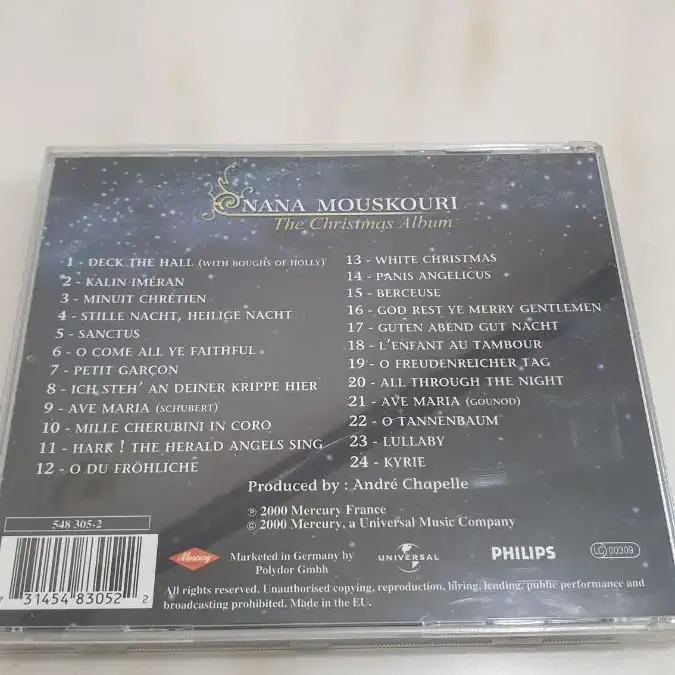 NANA MOUSKOURI
The Christmas Album
1 - DECK THE HALL (WITH BOUGHS OF HOLLY)
2 - KALIN IMÉRAN
3 - MINUIT CHRÉTIEN
4 - STILLE NACHT, HEILIGE NACHT
5 - SANCTUS
6 - O COME ALL YE FAITHFUL
7 - PETIT GARÇON
8 - ICH STEH' AN DEINER KRIPPE HIER
9 - AVE MARIA (SCHUBERT)
10 - MILLE CHERUBINI IN CORO
11 - HARK ! THE HERALD ANGELS SING
12 - O DU FRÖHLICHE
13 - WHITE CHRISTMAS
14 - PANIS ANGELICUS
15 - BERCEUSE
16 - GOD REST YE MERRY GENTLEMEN
17 - GUTEN ABEND GUT NACHT
18 - L'ENFANT AU TAMBOUR
19 - O FREUDENREICHER TAG
20 - ALL THROUGH THE NIGHT
21 - AVE MARIA (GOUNOD)
22 - O TANNENBAUM
23 - LULLABY
24 - KYRIE
Produced by : André Chapelle
℗ 2000 Mercury France
© 2000 Mercury, a Universal Music Company
548 305-2
7 31454 83052 2
Mercury
Marketed in Germany by
Polydor Gmbh
UNIVERSAL
PHILIPS
LC 00309
All rights reserved. Unauthorised copying, reproduction, hiring, lending, public performance and
broadcasting prohibited. Made in the EU.